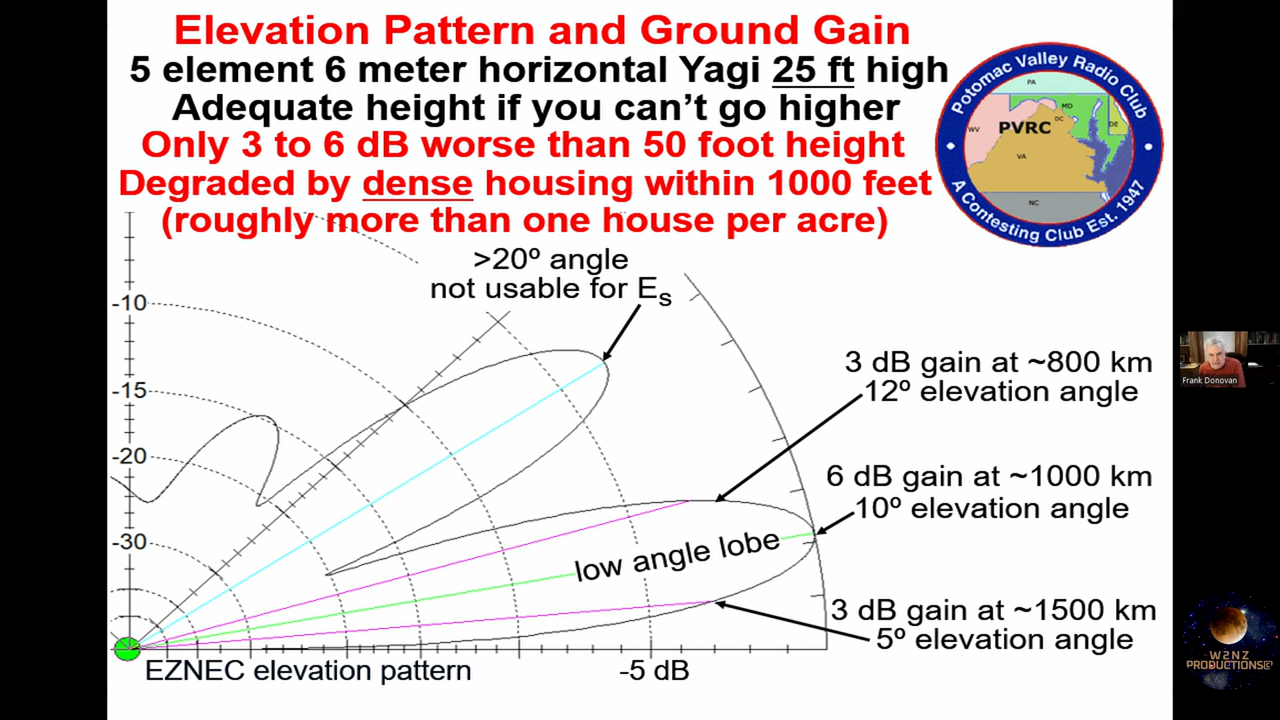 Elevation Pattern and Ground Gain
5 element 6 meter horizontal Yagi 25 ft high
Adequate height if you can't go higher
Only 3 to 6 dB worse than 50 foot height
Degraded by dense housing within 1000 feet
(roughly more than one house per acre)
Potomac Valley Radio Club
PA
MD
DC
DE
WV
PVRC
VA
NC
A Contesting Club Est. 1947
>20º angle
not usable for Es
-10
-15
-20
-30
3 dB gain at ~800 km
12º elevation angle
6 dB gain at ~1000 km
10º elevation angle
low angle lobe
3 dB gain at ~1500 km
5º elevation angle
EZNEC elevation pattern
-5 dB
Frank Donovan
W2NZ
PRODUCTIONS©